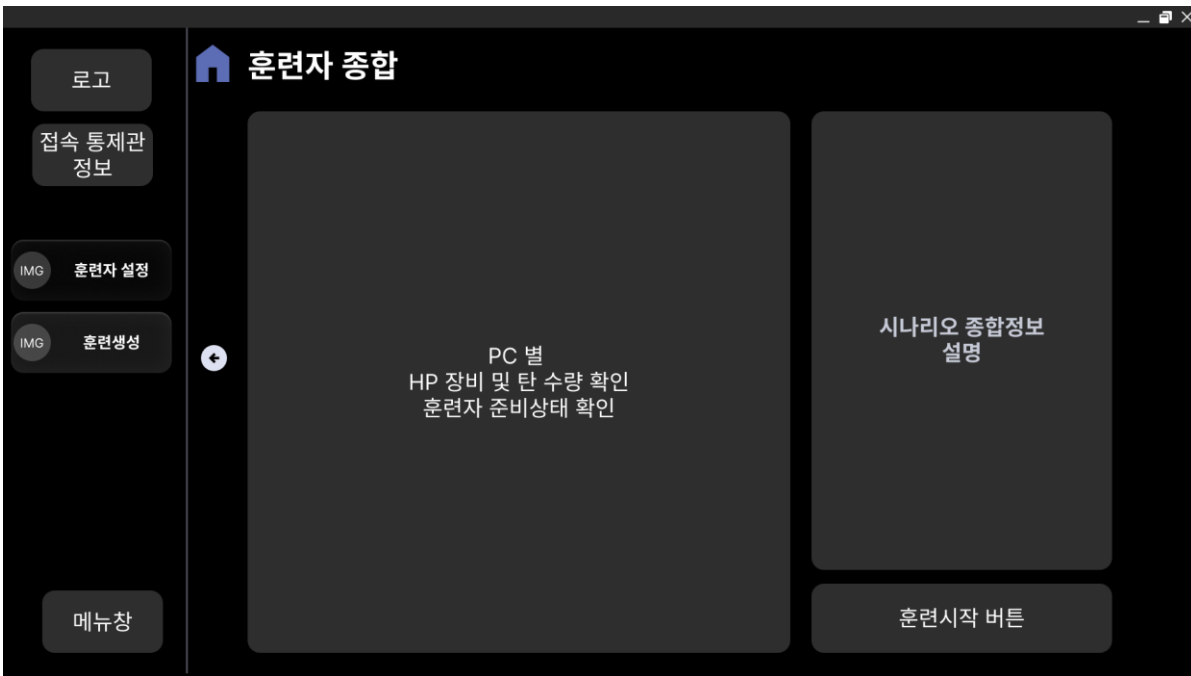 로고
접속 통제관
정보
IMG 훈련자 설정
IMG 훈련생성
메뉴창
훈련자 종합
PC 별
HP 장비 및 탄 수량 확인
훈련자 준비상태 확인
시나리오 종합정보
설명
훈련시작 버튼